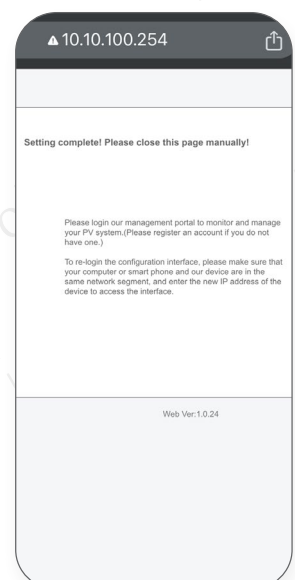 10.10.100.254
Setting complete! Please close this page manually!
Please login our management portal to monitor and manage
your PV system.(Please register an account if you do not
have one.)
To re-login the configuration interface, please make sure that
your computer or smart phone and our device are in the
same network segment, and enter the new IP address of the
device to access the interface.
Web Ver:1.0.24